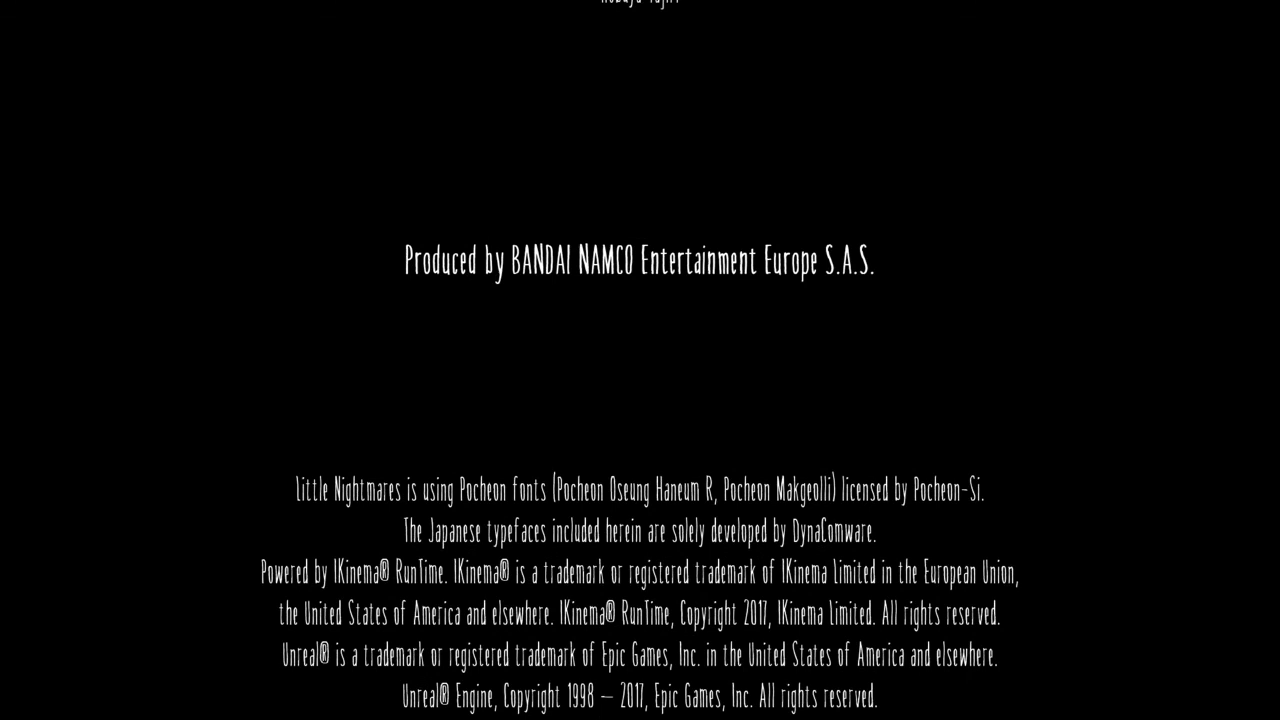 Produced by BANDAI NAMCO Entertainment Europe S.A.S.
Little Nightmares is using Pocheon fonts (Pocheon Oseung Haneum R, Pocheon Makgeolli) licensed by Pocheon-Si.
The Japanese typefaces included herein are solely developed by DynaComware.
Powered by IKinema® RunTime. IKinema® is a trademark or registered trademark of IKinema Limited in the European Union,
the United States of America and elsewhere. IKinema® RunTime, Copyright 2017, IKinema Limited. All rights reserved.
Unreal® is a trademark or registered trademark of Epic Games, Inc. in the United States of America and elsewhere.
Unreal® Engine, Copyright 1998 – 2017, Epic Games, Inc. All rights reserved.